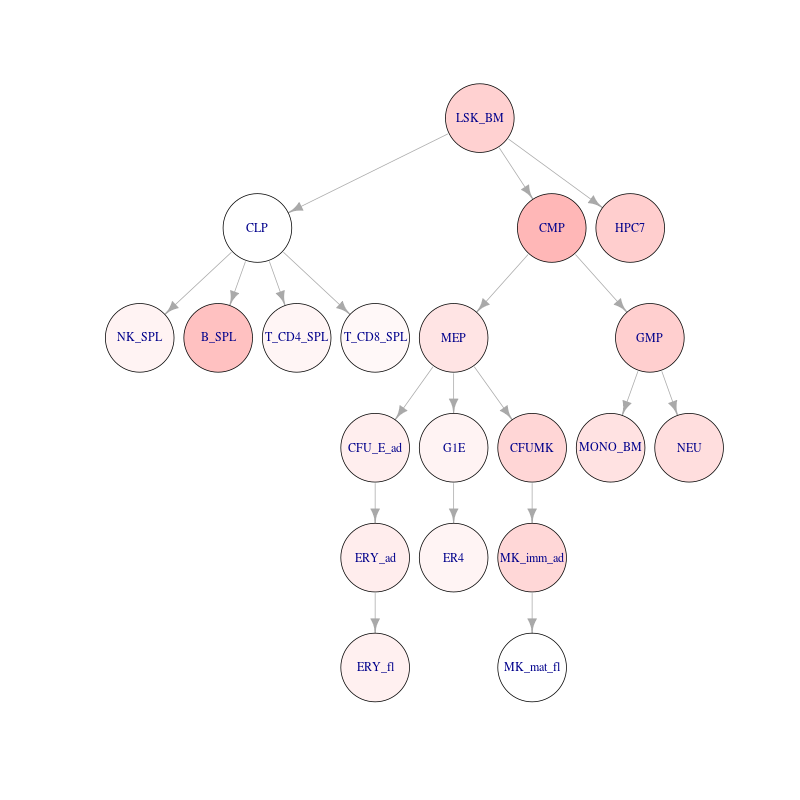 LSK_BM
CLP
CMP
HPC7
NK_SPL
B_SPL
T_CD4_SPL
T_CD8_SPL
MEP
GMP
CFU_E_ad
G1E
CFUMK
MONO_BM
NEU
ERY_ad
ER4
MK_imm_ad
ERY_fl
MK_mat_fl